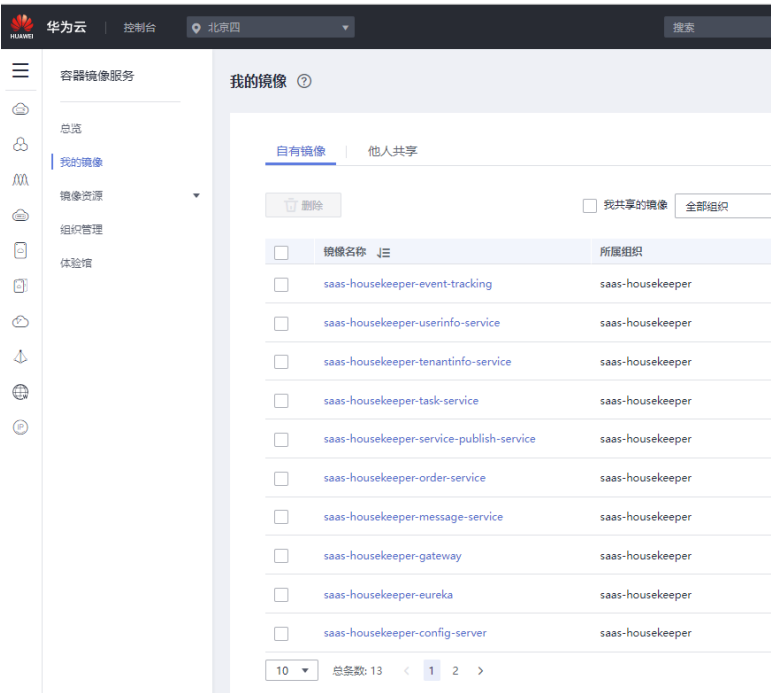 HUAWEI 华为云 控制台 北京四 搜索
容器镜像服务
总览
我的镜像
镜像资源
组织管理
体验馆
我的镜像 ?
自有镜像 他人共享
删除 我共享的镜像 全部组织
镜像名称 所属组织
saas-housekeeper-event-tracking saas-housekeeper
saas-housekeeper-userinfo-service saas-housekeeper
saas-housekeeper-tenantinfo-service saas-housekeeper
saas-housekeeper-task-service saas-housekeeper
saas-housekeeper-service-publish-service saas-housekeeper
saas-housekeeper-order-service saas-housekeeper
saas-housekeeper-message-service saas-housekeeper
saas-housekeeper-gateway saas-housekeeper
saas-housekeeper-eureka saas-housekeeper
saas-housekeeper-config-server saas-housekeeper
10 总条数: 13 < 1 2 >